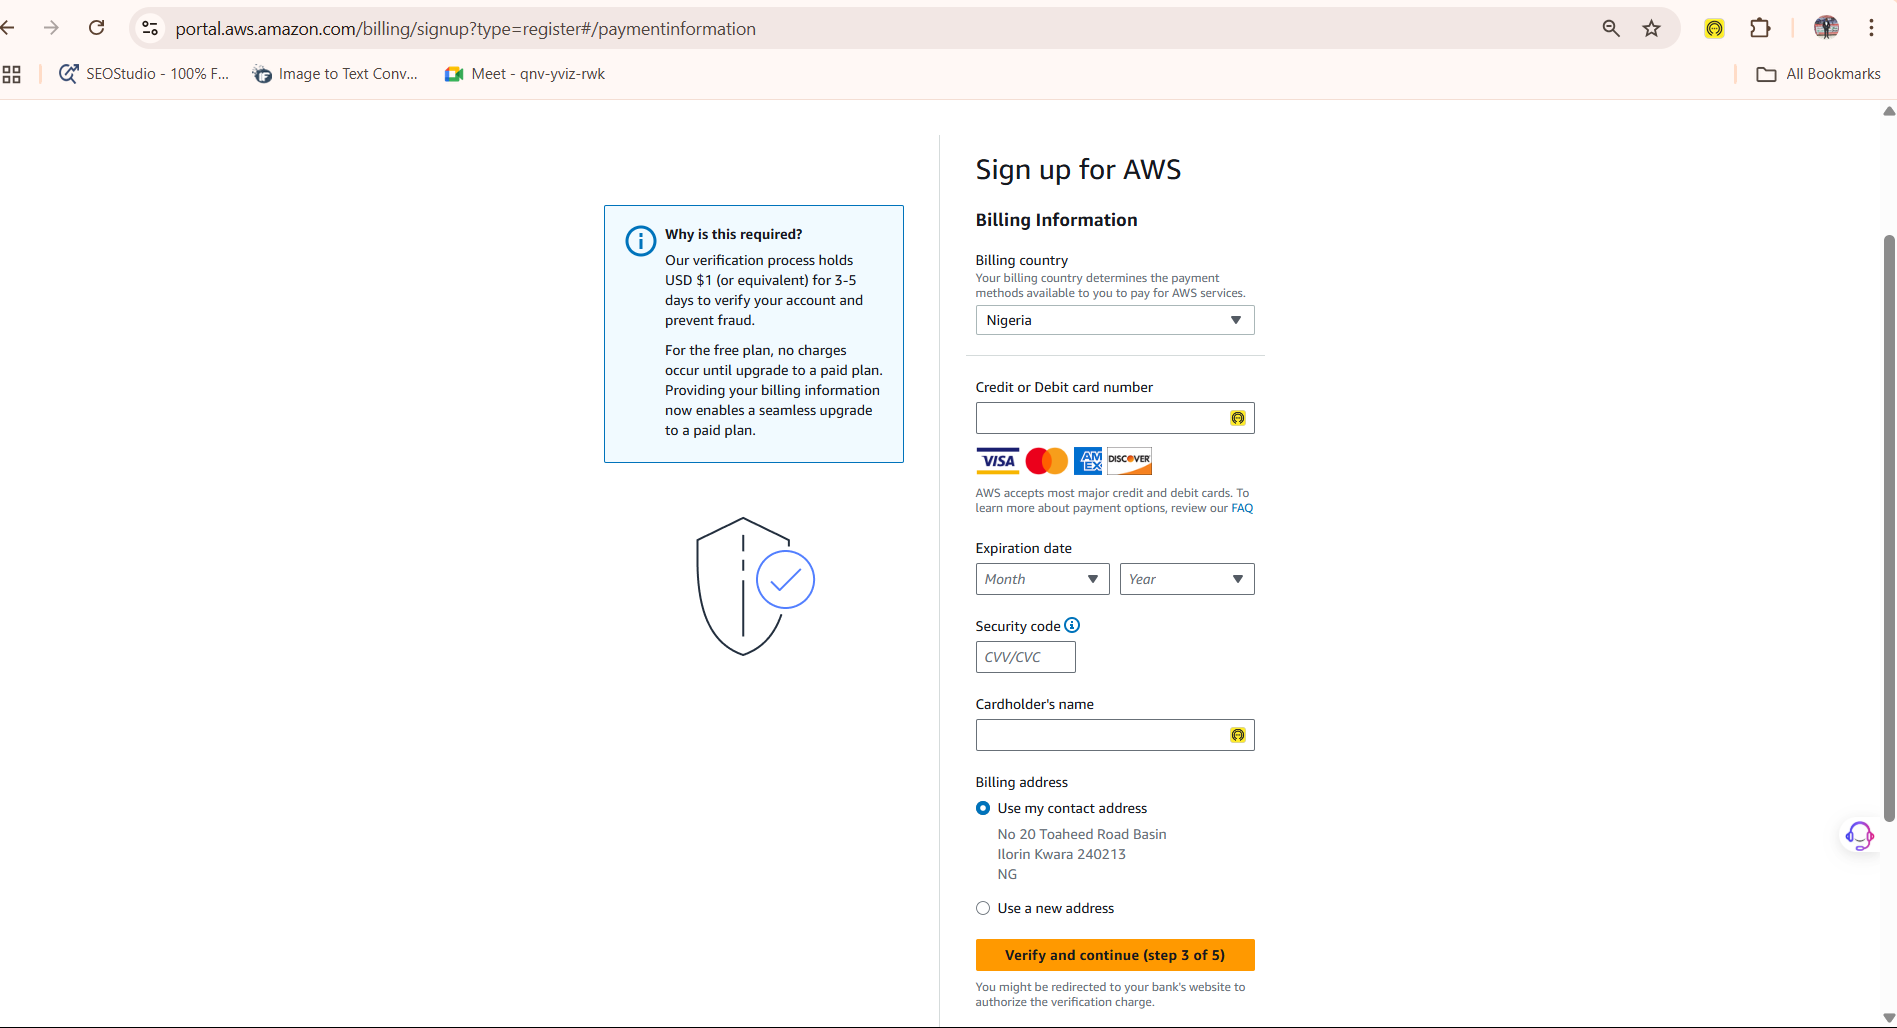 portal.aws.amazon.com/billing/signup?type=register#/paymentinformation
SEOStudio - 100% F...
Image to Text Conv...
Meet - qnv-yviz-rwk
All Bookmarks
Why is this required?
Our verification process holds
USD $1 (or equivalent) for 3-5
days to verify your account and
prevent fraud.
For the free plan, no charges
occur until upgrade to a paid plan.
Providing your billing information
now enables a seamless upgrade
to a paid plan.
Sign up for AWS
Billing Information
Billing country
Your billing country determines the payment
methods available to you to pay for AWS services.
Nigeria
Credit or Debit card number
VISA AM EX DISCOVER
AWS accepts most major credit and debit cards. To
learn more about payment options, review our FAQ
Expiration date
Month Year
Security code
CVV/CVC
Cardholder's name
Billing address
Use my contact address
No 20 Toaheed Road Basin
Ilorin Kwara 240213
NG
Use a new address
Verify and continue (step 3 of 5)
You might be redirected to your bank's website to
authorize the verification charge.